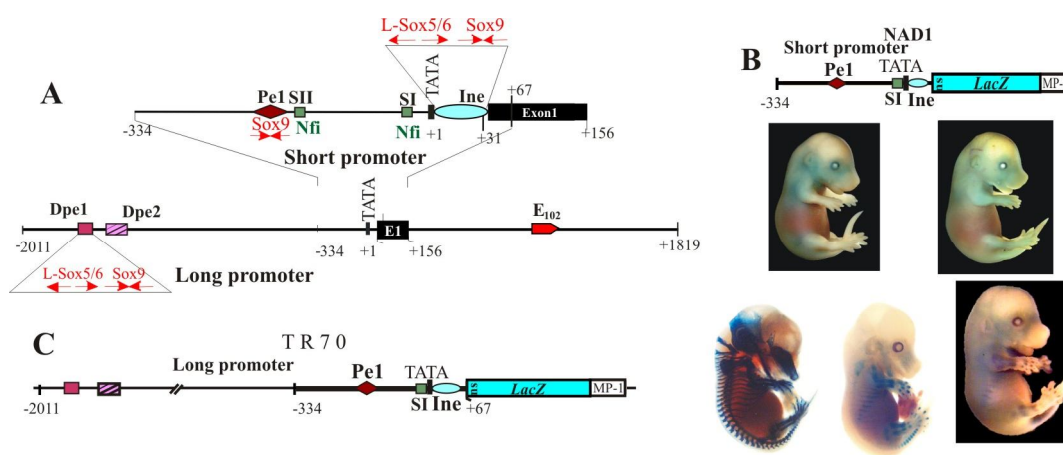 A
L-Sox5/6 Sox9
TATA
Pe1 SII SI Ine +67
Sox9 Nfi Nfi +1 +31 Exon1
-334 +156
Short promoter
Dpe1 Dpe2 TATA E102
E1
-2011 -334 +1 +156 +1819
L-Sox5/6 Sox9
Long promoter
B
NAD1
Short promoter TATA
Pe1
ns LacZ MP-
-334 SI Ine
C
TR70
Long promoter Pe1 TATA
ns LacZ MP-1
-2011 -334 SI Ine +67